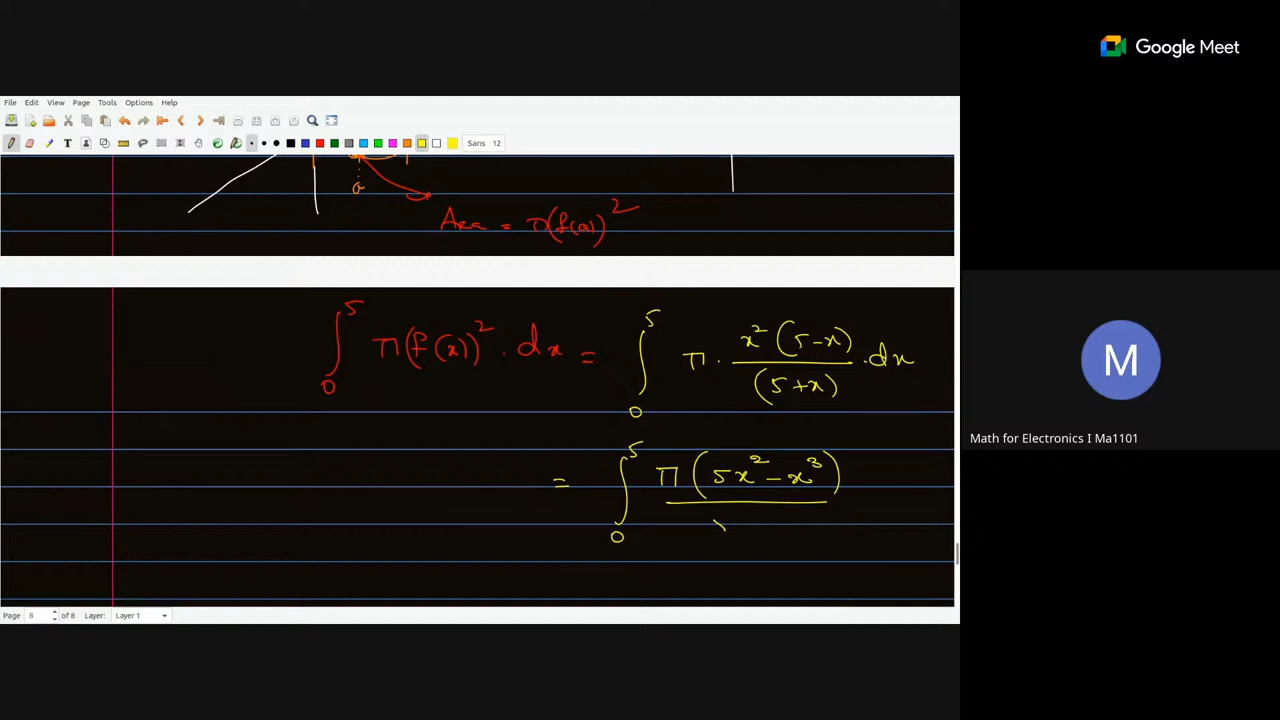 Google Meet
File Edit View Page Tools Options Help
Sans 12
a
Area = π(f(a))²
∫₀⁵ π(f(x))² · dx = ∫₀⁵ π · x²(5-x)/(5+x) · dx
= ∫₀⁵ π(5x²-x³)
M
Math for Electronics I Ma1101
Page 8 of 8 Layer: Layer 1